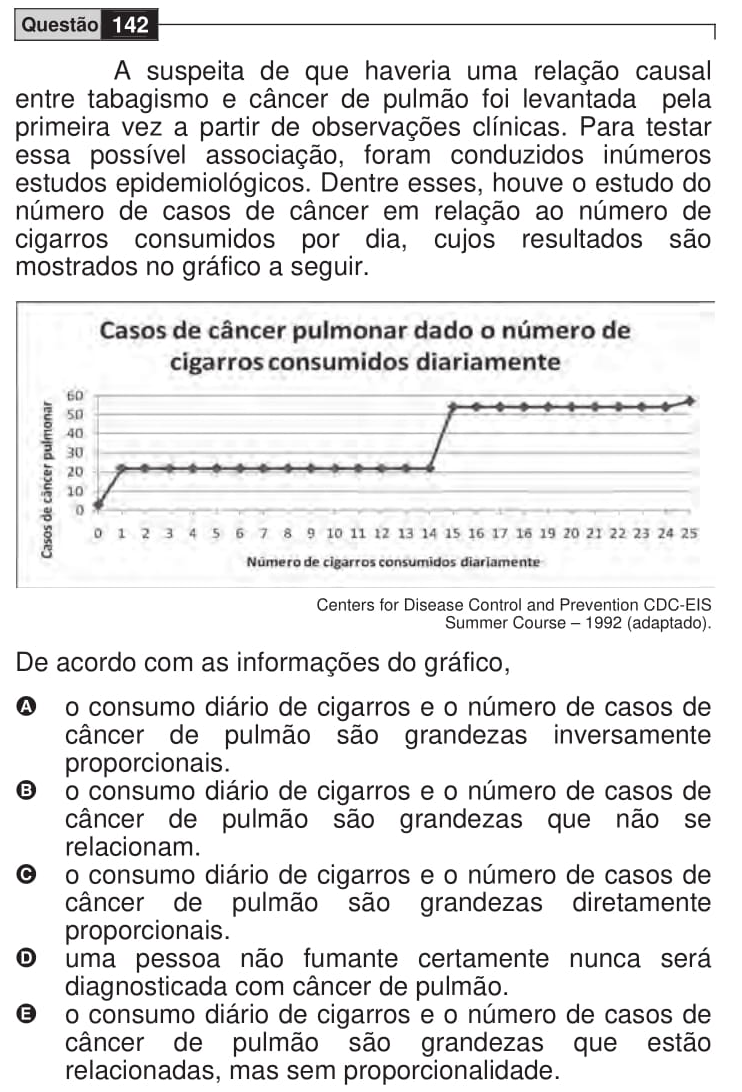 Questão 142
A suspeita de que haveria uma relação causal
entre tabagismo e câncer de pulmão foi levantada pela
primeira vez a partir de observações clínicas. Para testar
essa possível associação, foram conduzidos inúmeros
estudos epidemiológicos. Dentre esses, houve o estudo do
número de casos de câncer em relação ao número de
cigarros consumidos por dia, cujos resultados são
mostrados no gráfico a seguir.
Casos de câncer pulmonar dado o número de
cigarros consumidos diariamente
Casos de câncer pulmonar
60
50
40
30
20
10
0
0 1 2 3 4 5 6 7 8 9 10 11 12 13 14 15 16 17 18 19 20 21 22 23 24 25
Número de cigarros consumidos diariamente
Centers for Disease Control and Prevention CDC-EIS
Summer Course – 1992 (adaptado).
De acordo com as informações do gráfico,
A o consumo diário de cigarros e o número de casos de
câncer de pulmão são grandezas inversamente
proporcionais.
B o consumo diário de cigarros e o número de casos de
câncer de pulmão são grandezas que não se
relacionam.
C o consumo diário de cigarros e o número de casos de
câncer de pulmão são grandezas diretamente
proporcionais.
D uma pessoa não fumante certamente nunca será
diagnosticada com câncer de pulmão.
E o consumo diário de cigarros e o número de casos de
câncer de pulmão são grandezas que estão
relacionadas, mas sem proporcionalidade.